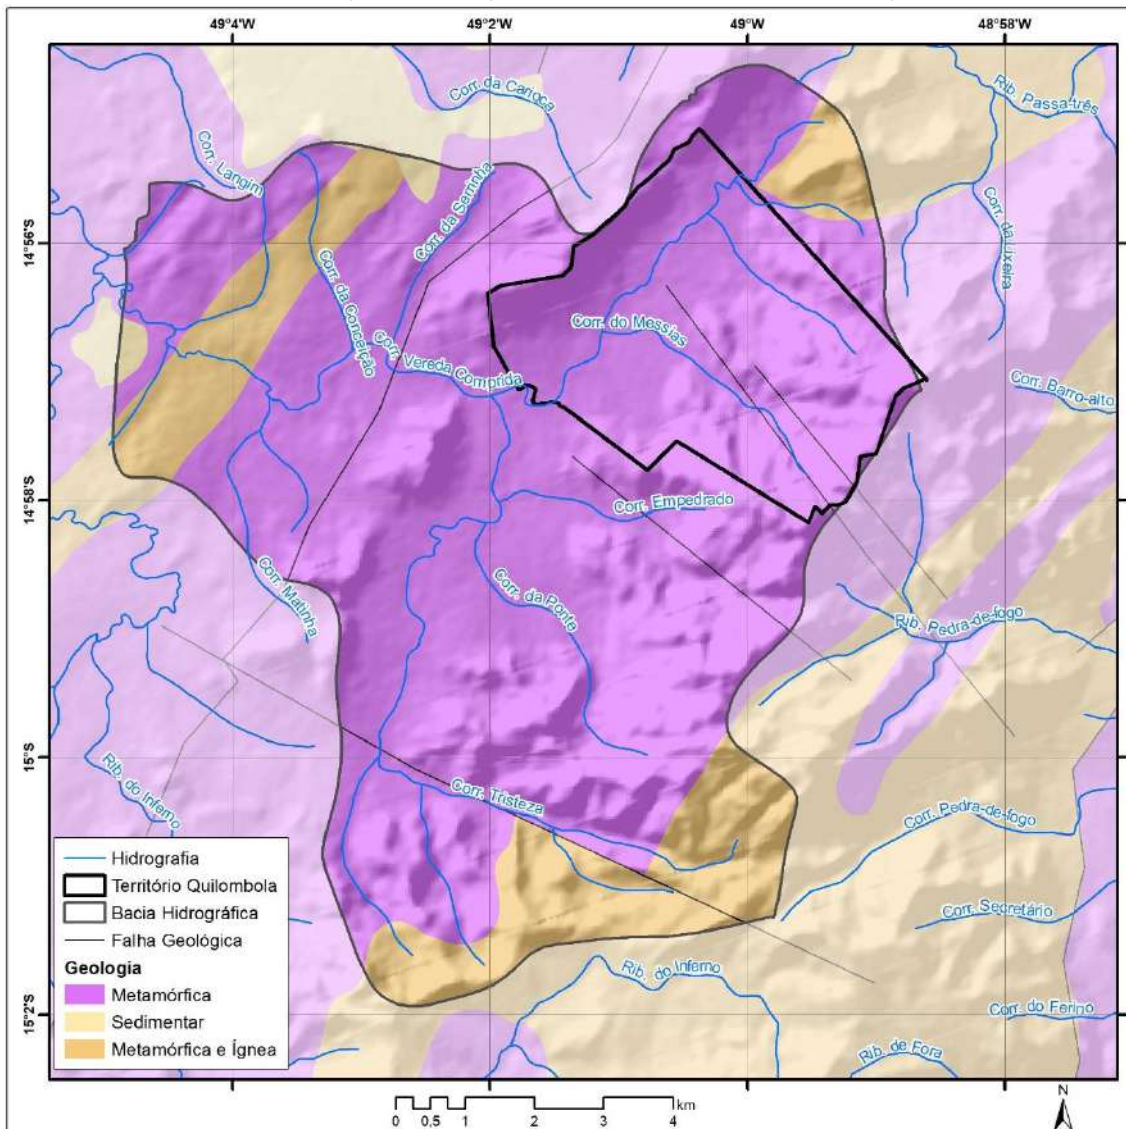 49°4'W
49°2'W
49°W
48°58'W
Corr. da Carioca
Rib. Passa-três
Corr. Langim
Corr. da Serrinha
Corr. da Lixeira
14°56'S
Corr. da Conceição
Corr. do Messias
Corr. Vereda Comprida
Corr. Barro-alto
14°58'S
Corr. Empedrado
Corr. Matinha
Corr. da Ponte
Rib. Pedra-de-fogo
15°S
Rib. do Inferno
Corr. Tristeza
Corr. Pedra-de-fogo
Corr. Secretário
Rib. do Inferno
Corr. do Ferino
Rib. de Fora
15°2'S
Hidrografia
Território Quilombola
Bacia Hidrográfica
Falha Geológica
Geologia
Metamórfica
Sedimentar
Metamórfica e Ígnea
0 0,5 1 2 3 4 km
N